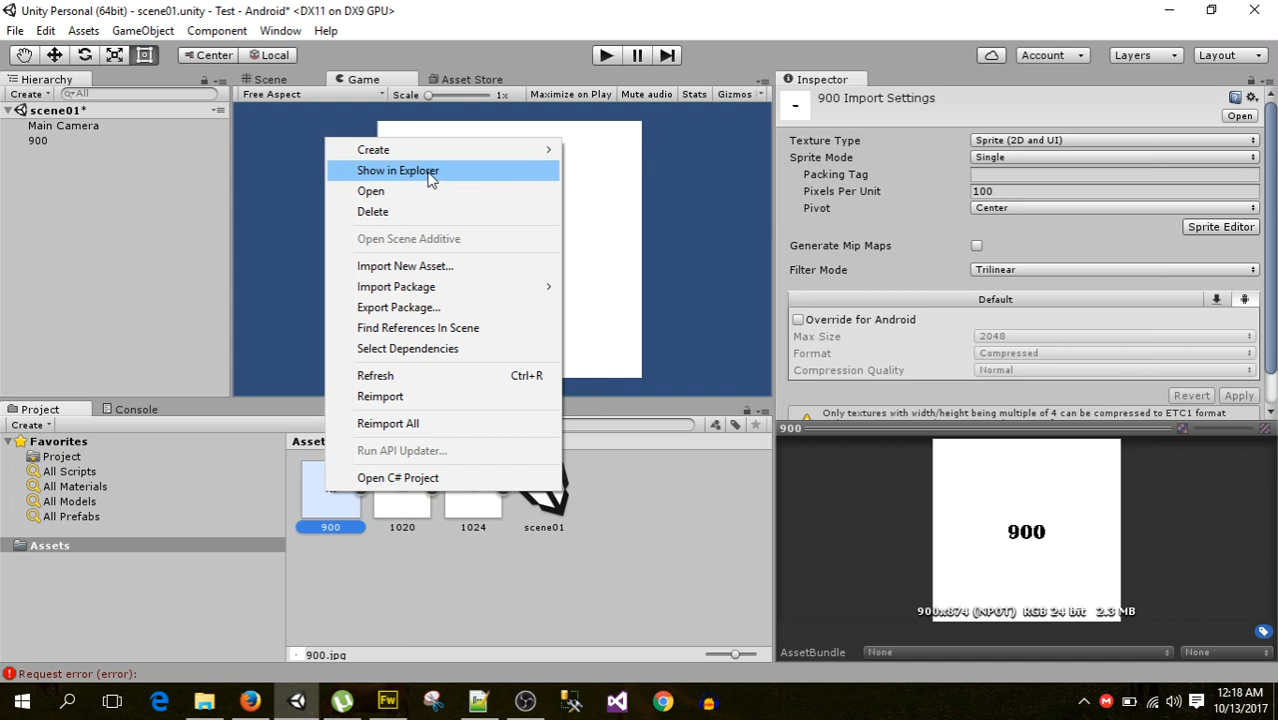 Unity Personal (64bit) - scene01.unity - Test - Android* <DX11 on DX9 GPU>
File Edit Assets GameObject Component Window Help
Center Local Account Layers Layout
Hierarchy Scene Game Asset Store Inspector
Create All Free Aspect Scale 1x Maximize on Play Mute audio Stats Gizmos
900 Import Settings
Open
scene01*
Main Camera
900
Create
Show in Explorer
Open
Delete
Open Scene Additive
Import New Asset...
Import Package
Export Package...
Find References In Scene
Select Dependencies
Refresh Ctrl+R
Reimport
Reimport All
Run API Updater...
Open C# Project
Texture Type Sprite (2D and UI)
Sprite Mode Single
Packing Tag
Pixels Per Unit 100
Pivot Center
Sprite Editor
Generate Mip Maps
Filter Mode Trilinear
Default
Override for Android
Max Size 2048
Format Compressed
Compression Quality Normal
Revert Apply
Only textures with width/height being multiple of 4 can be compressed to ETC1 format
Project Console
Create
Favorites
Project
All Scripts
All Materials
All Models
All Prefabs
Assets
Asset
900 1020 1024 scene01
900.jpg
900
900
900x874 (NPOT) RGB 24 bit 2.3 MB
AssetBundle None None
Request error (error):
12:18 AM
10/13/2017